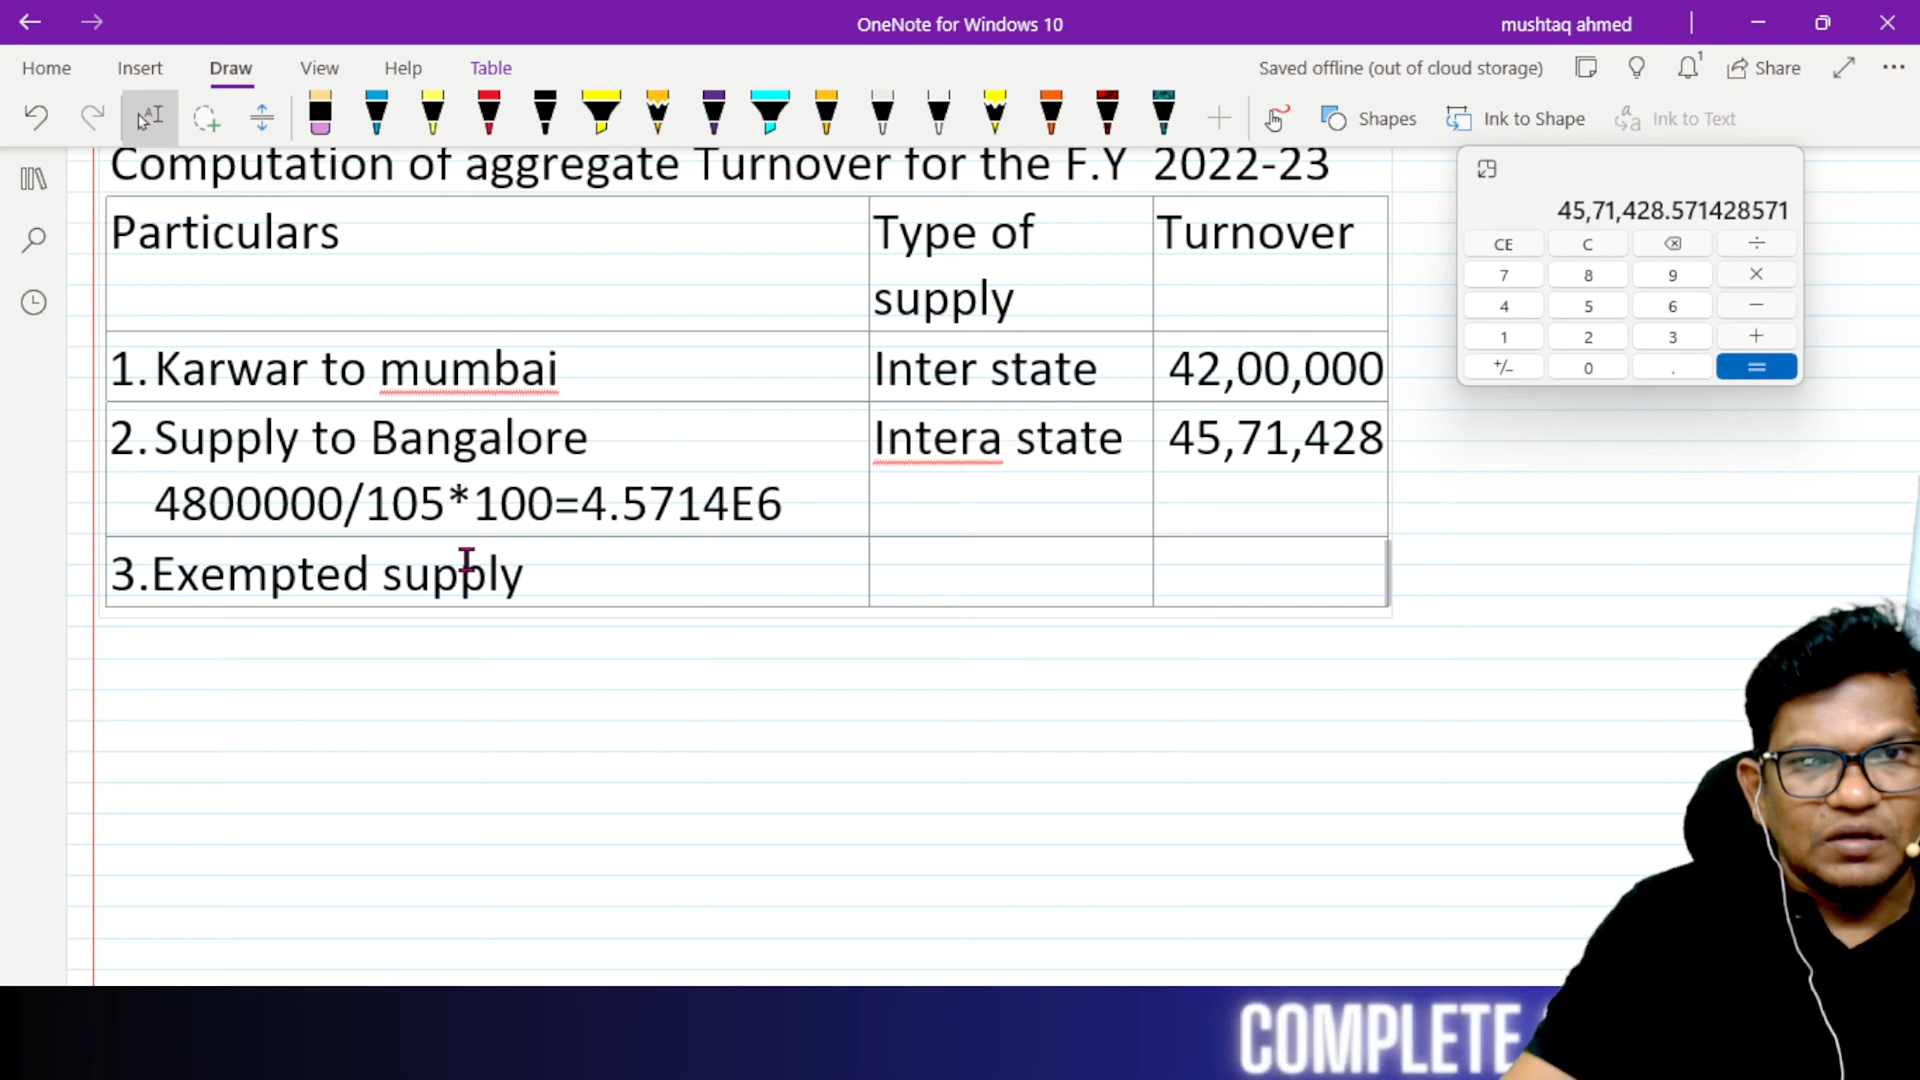 OneNote for Windows 10
mushtaq ahmed
Home Insert Draw View Help Table
Saved offline (out of cloud storage)
1
Share
Shapes
Ink to Shape
Ink to Text
Computation of aggregate Turnover for the F.Y 2022-23
Particulars
Type of
supply
Turnover
1. Karwar to mumbai
Inter state
42,00,000
2. Supply to Bangalore
4800000/105*100=4.5714E6
Intera state
45,71,428
3.Exempted supply
45,71,428.571428571
CE C ÷
7 8 9 ×
4 5 6 −
1 2 3 +
+/− 0 . =
COMPLETE